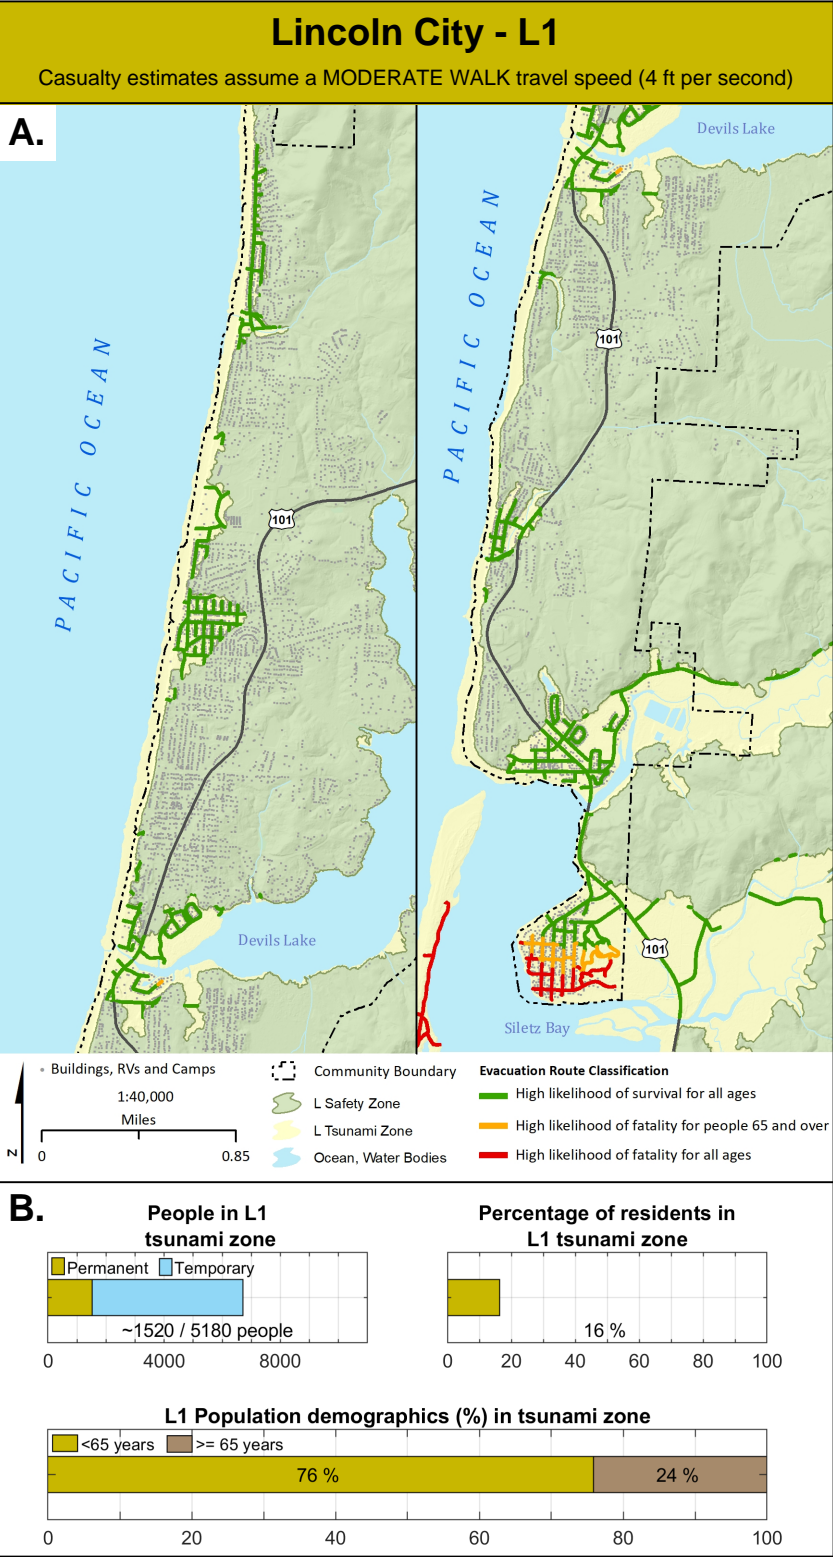 Lincoln City - L1
Casualty estimates assume a MODERATE WALK travel speed (4 ft per second)
A.
PACIFIC OCEAN
101
Devils Lake
Devils Lake
PACIFIC OCEAN
101
101
Siletz Bay
N
Buildings, RVs and Camps
1:40,000
Miles
0 0.85
Community Boundary
L Safety Zone
L Tsunami Zone
Ocean, Water Bodies
Evacuation Route Classification
High likelihood of survival for all ages
High likelihood of fatality for people 65 and over
High likelihood of fatality for all ages
B.
People in L1
tsunami zone
Permanent Temporary
~1520 / 5180 people
0 4000 8000
Percentage of residents in
L1 tsunami zone
16 %
0 20 40 60 80 100
L1 Population demographics (%) in tsunami zone
<65 years >= 65 years
76 % 24 %
0 20 40 60 80 100